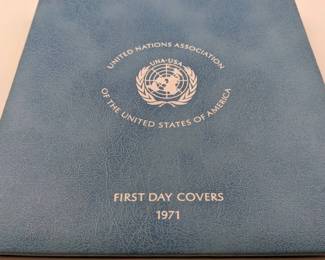 UNITED NATIONS ASSOCIATION
UNA-USA
OF THE UNITED STATES OF AMERICA
FIRST DAY COVERS
1971